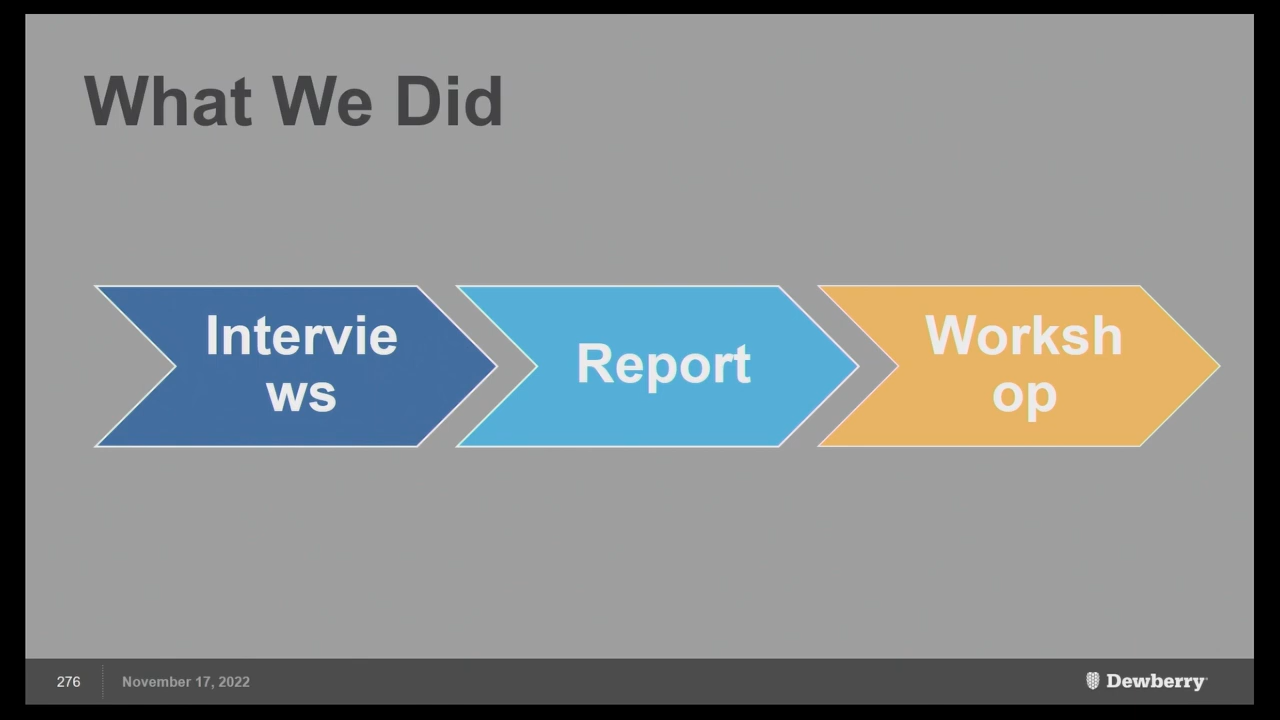 What We Did
Intervie
ws
Report
Worksh
op
276
November 17, 2022
Dewberry